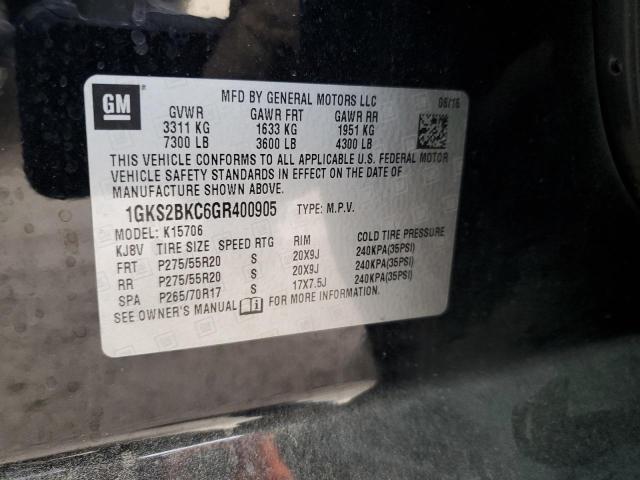 GM
MFD BY GENERAL MOTORS LLC 06/16
GVWR GAWR FRT GAWR RR
3311 KG 1633 KG 1951 KG
7300 LB 3600 LB 4300 LB
THIS VEHICLE CONFORMS TO ALL APPLICABLE U.S. FEDERAL MOTOR
VEHICLE SAFETY STANDARDS IN EFFECT ON THE DATE OF
MANUFACTURE SHOWN ABOVE.
1GKS2BKC6GR400905 TYPE: M.P.V.
MODEL: K15706
KJ8V TIRE SIZE SPEED RTG RIM COLD TIRE PRESSURE
FRT P275/55R20 S 20X9J 240KPA(35PSI)
RR P275/55R20 S 20X9J 240KPA(35PSI)
SPA P265/70R17 S 17X7.5J 240KPA(35PSI)
SEE OWNER'S MANUAL FOR MORE INFORMATION.